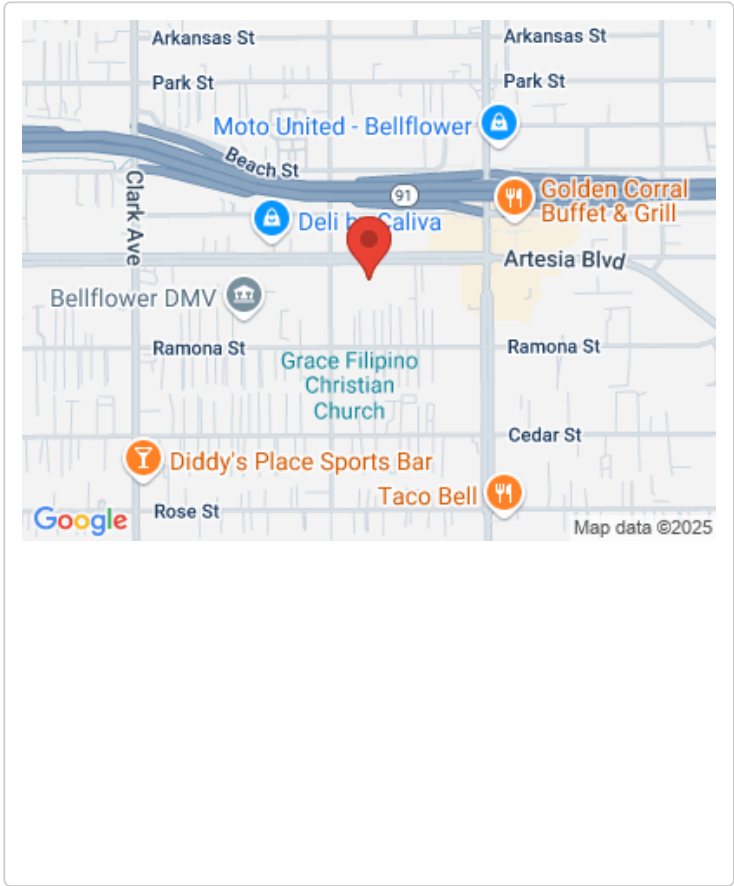 Arkansas St
Arkansas St
Park St
Park St
Moto United - Bellflower
Beach St
Clark Ave
91
Golden Corral
Buffet & Grill
Deli by Caliva
Artesia Blvd
Bellflower DMV
Ramona St
Ramona St
Grace Filipino
Christian
Church
Cedar St
Diddy's Place Sports Bar
Taco Bell
Rose St
Google
Map data ©2025